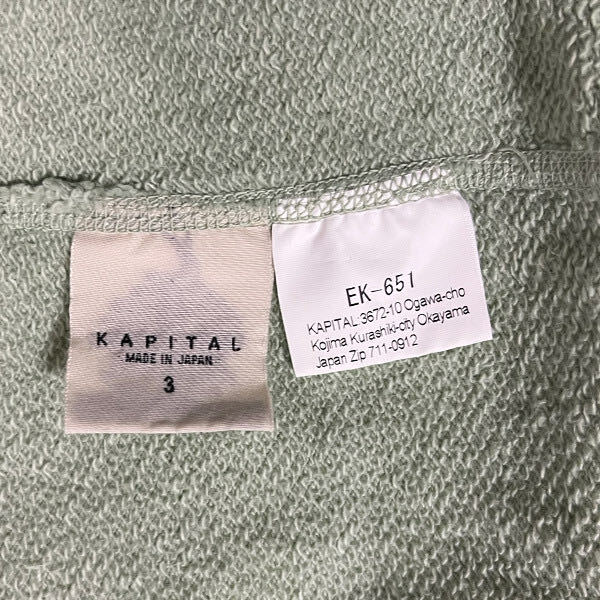 KAPITAL
MADE IN JAPAN
3
EK-651
KAPITAL:3672-10 Ogawa-cho
Kojima Kurashiki-city Okayama
Japan Zip 711-0912